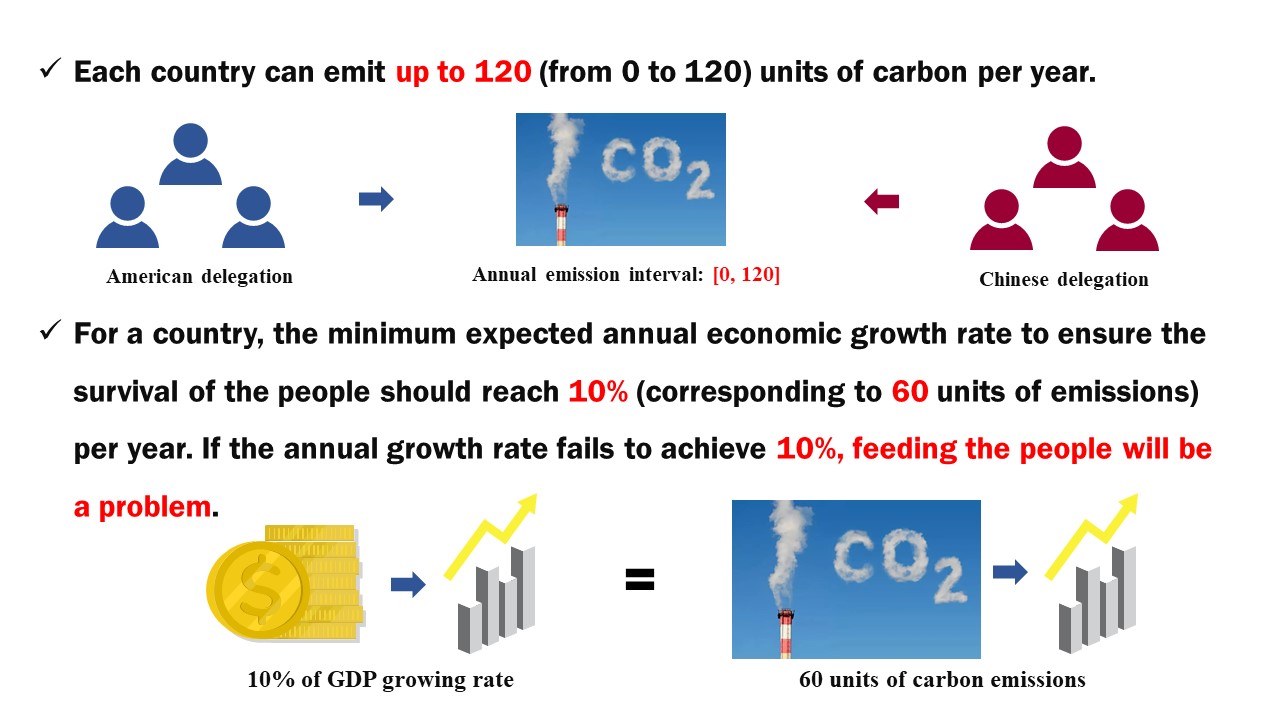 ✓ Each country can emit up to 120 (from 0 to 120) units of carbon per year.
CO2
American delegation
Annual emission interval: [0, 120]
Chinese delegation
✓ For a country, the minimum expected annual economic growth rate to ensure the
survival of the people should reach 10% (corresponding to 60 units of emissions)
per year. If the annual growth rate fails to achieve 10%, feeding the people will be
a problem.
$
=
CO2
10% of GDP growing rate
60 units of carbon emissions